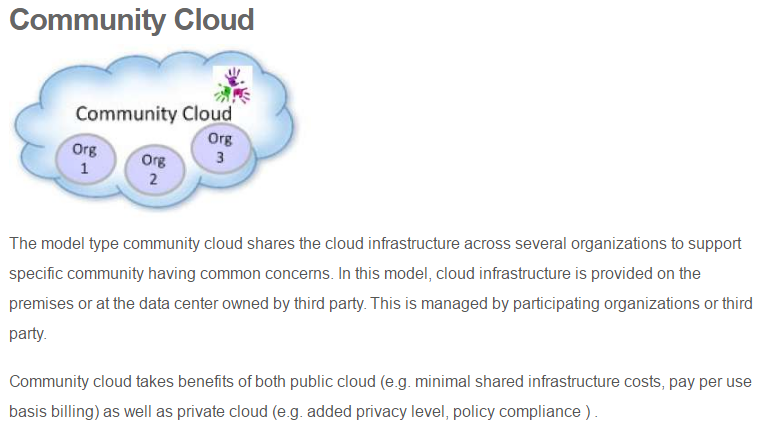 Community Cloud
Community Cloud
Org
1
Org
2
Org
3
The model type community cloud shares the cloud infrastructure across several organizations to support
specific community having common concerns. In this model, cloud infrastructure is provided on the
premises or at the data center owned by third party. This is managed by participating organizations or third
party.
Community cloud takes benefits of both public cloud (e.g. minimal shared infrastructure costs, pay per use
basis billing) as well as private cloud (e.g. added privacy level, policy compliance ) .